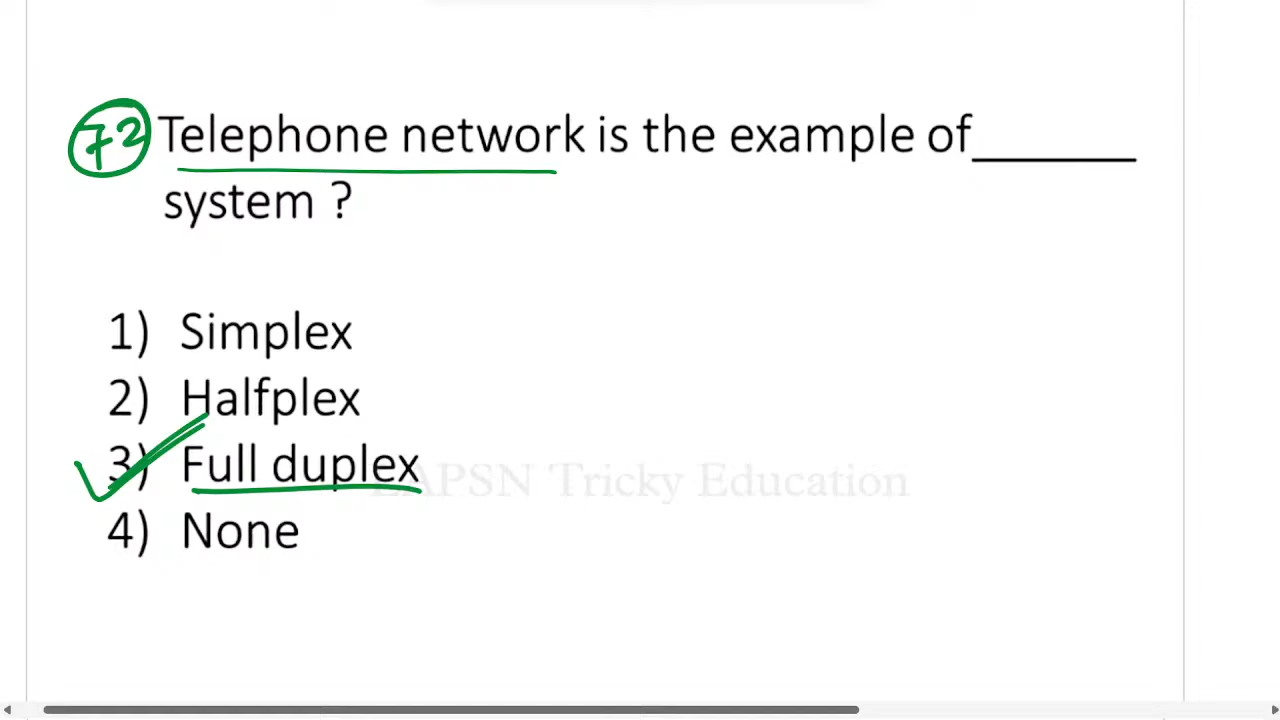 72 Telephone network is the example of_______
system ?
1) Simplex
2) Halfplex
3) Full duplex
LAPSN Tricky Education
4) None